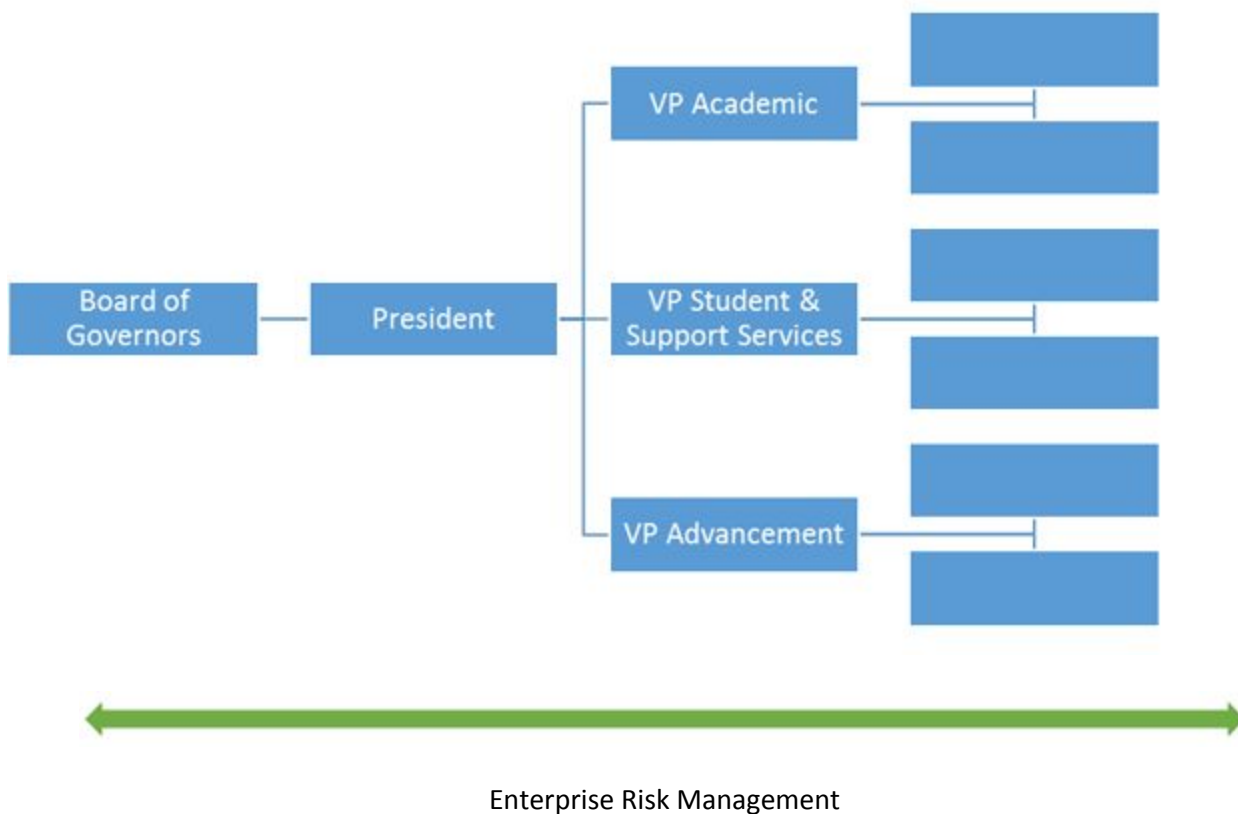 VP Academic
Board of
Governors
President
VP Student &
Support Services
VP Advancement
Enterprise Risk Management